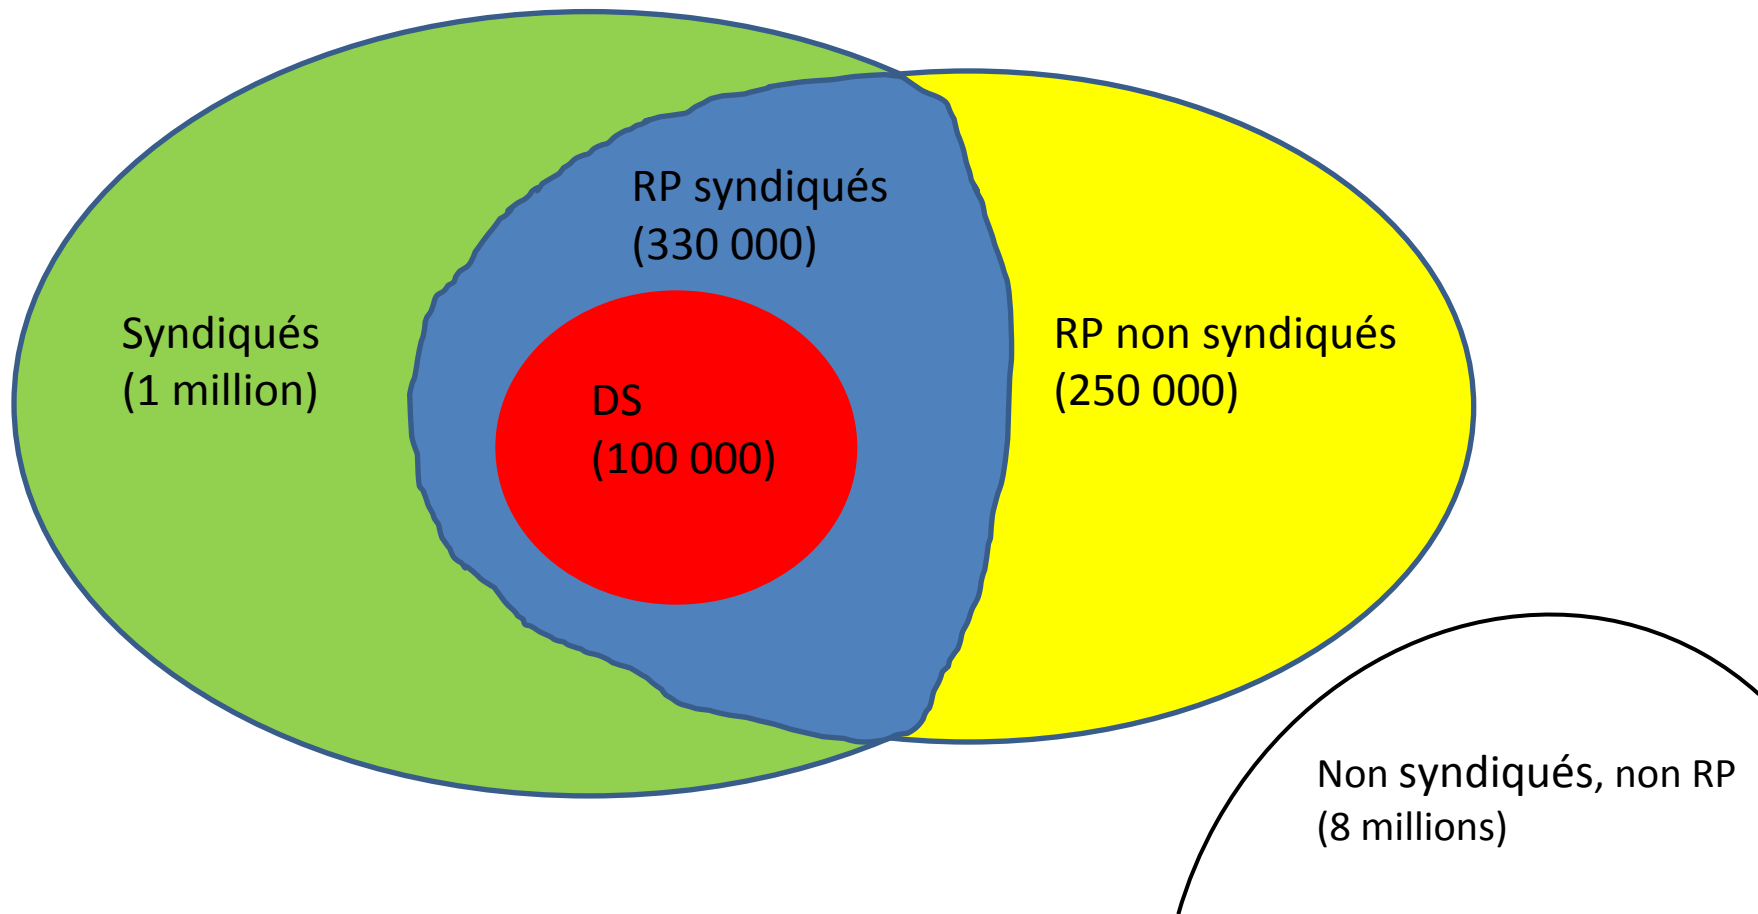 RP syndiqués
(330 000)
Syndiqués
(1 million)
RP non syndiqués
(250 000)
DS
(100 000)
Non syndiqués, non RP
(8 millions)